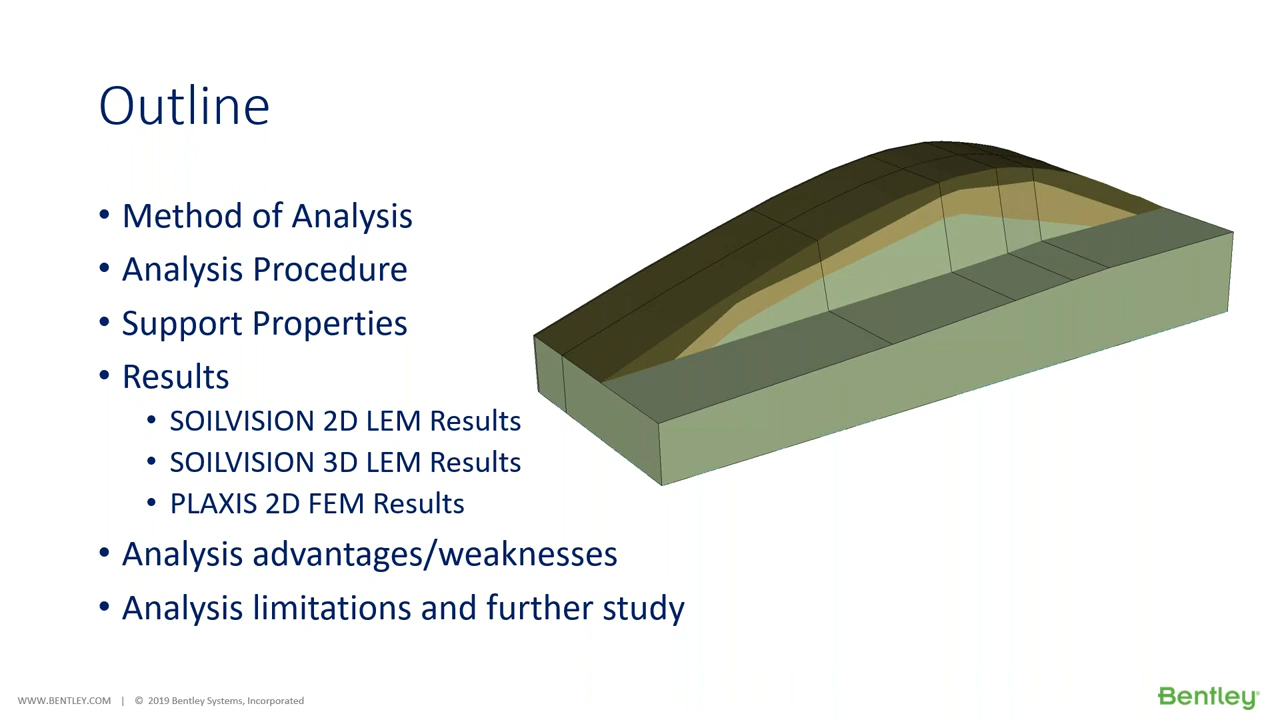 Outline
• Method of Analysis
• Analysis Procedure
• Support Properties
• Results
• SOILVISION 2D LEM Results
• SOILVISION 3D LEM Results
• PLAXIS 2D FEM Results
• Analysis advantages/weaknesses
• Analysis limitations and further study
WWW.BENTLEY.COM | © 2019 Bentley Systems, Incorporated
Bentley®